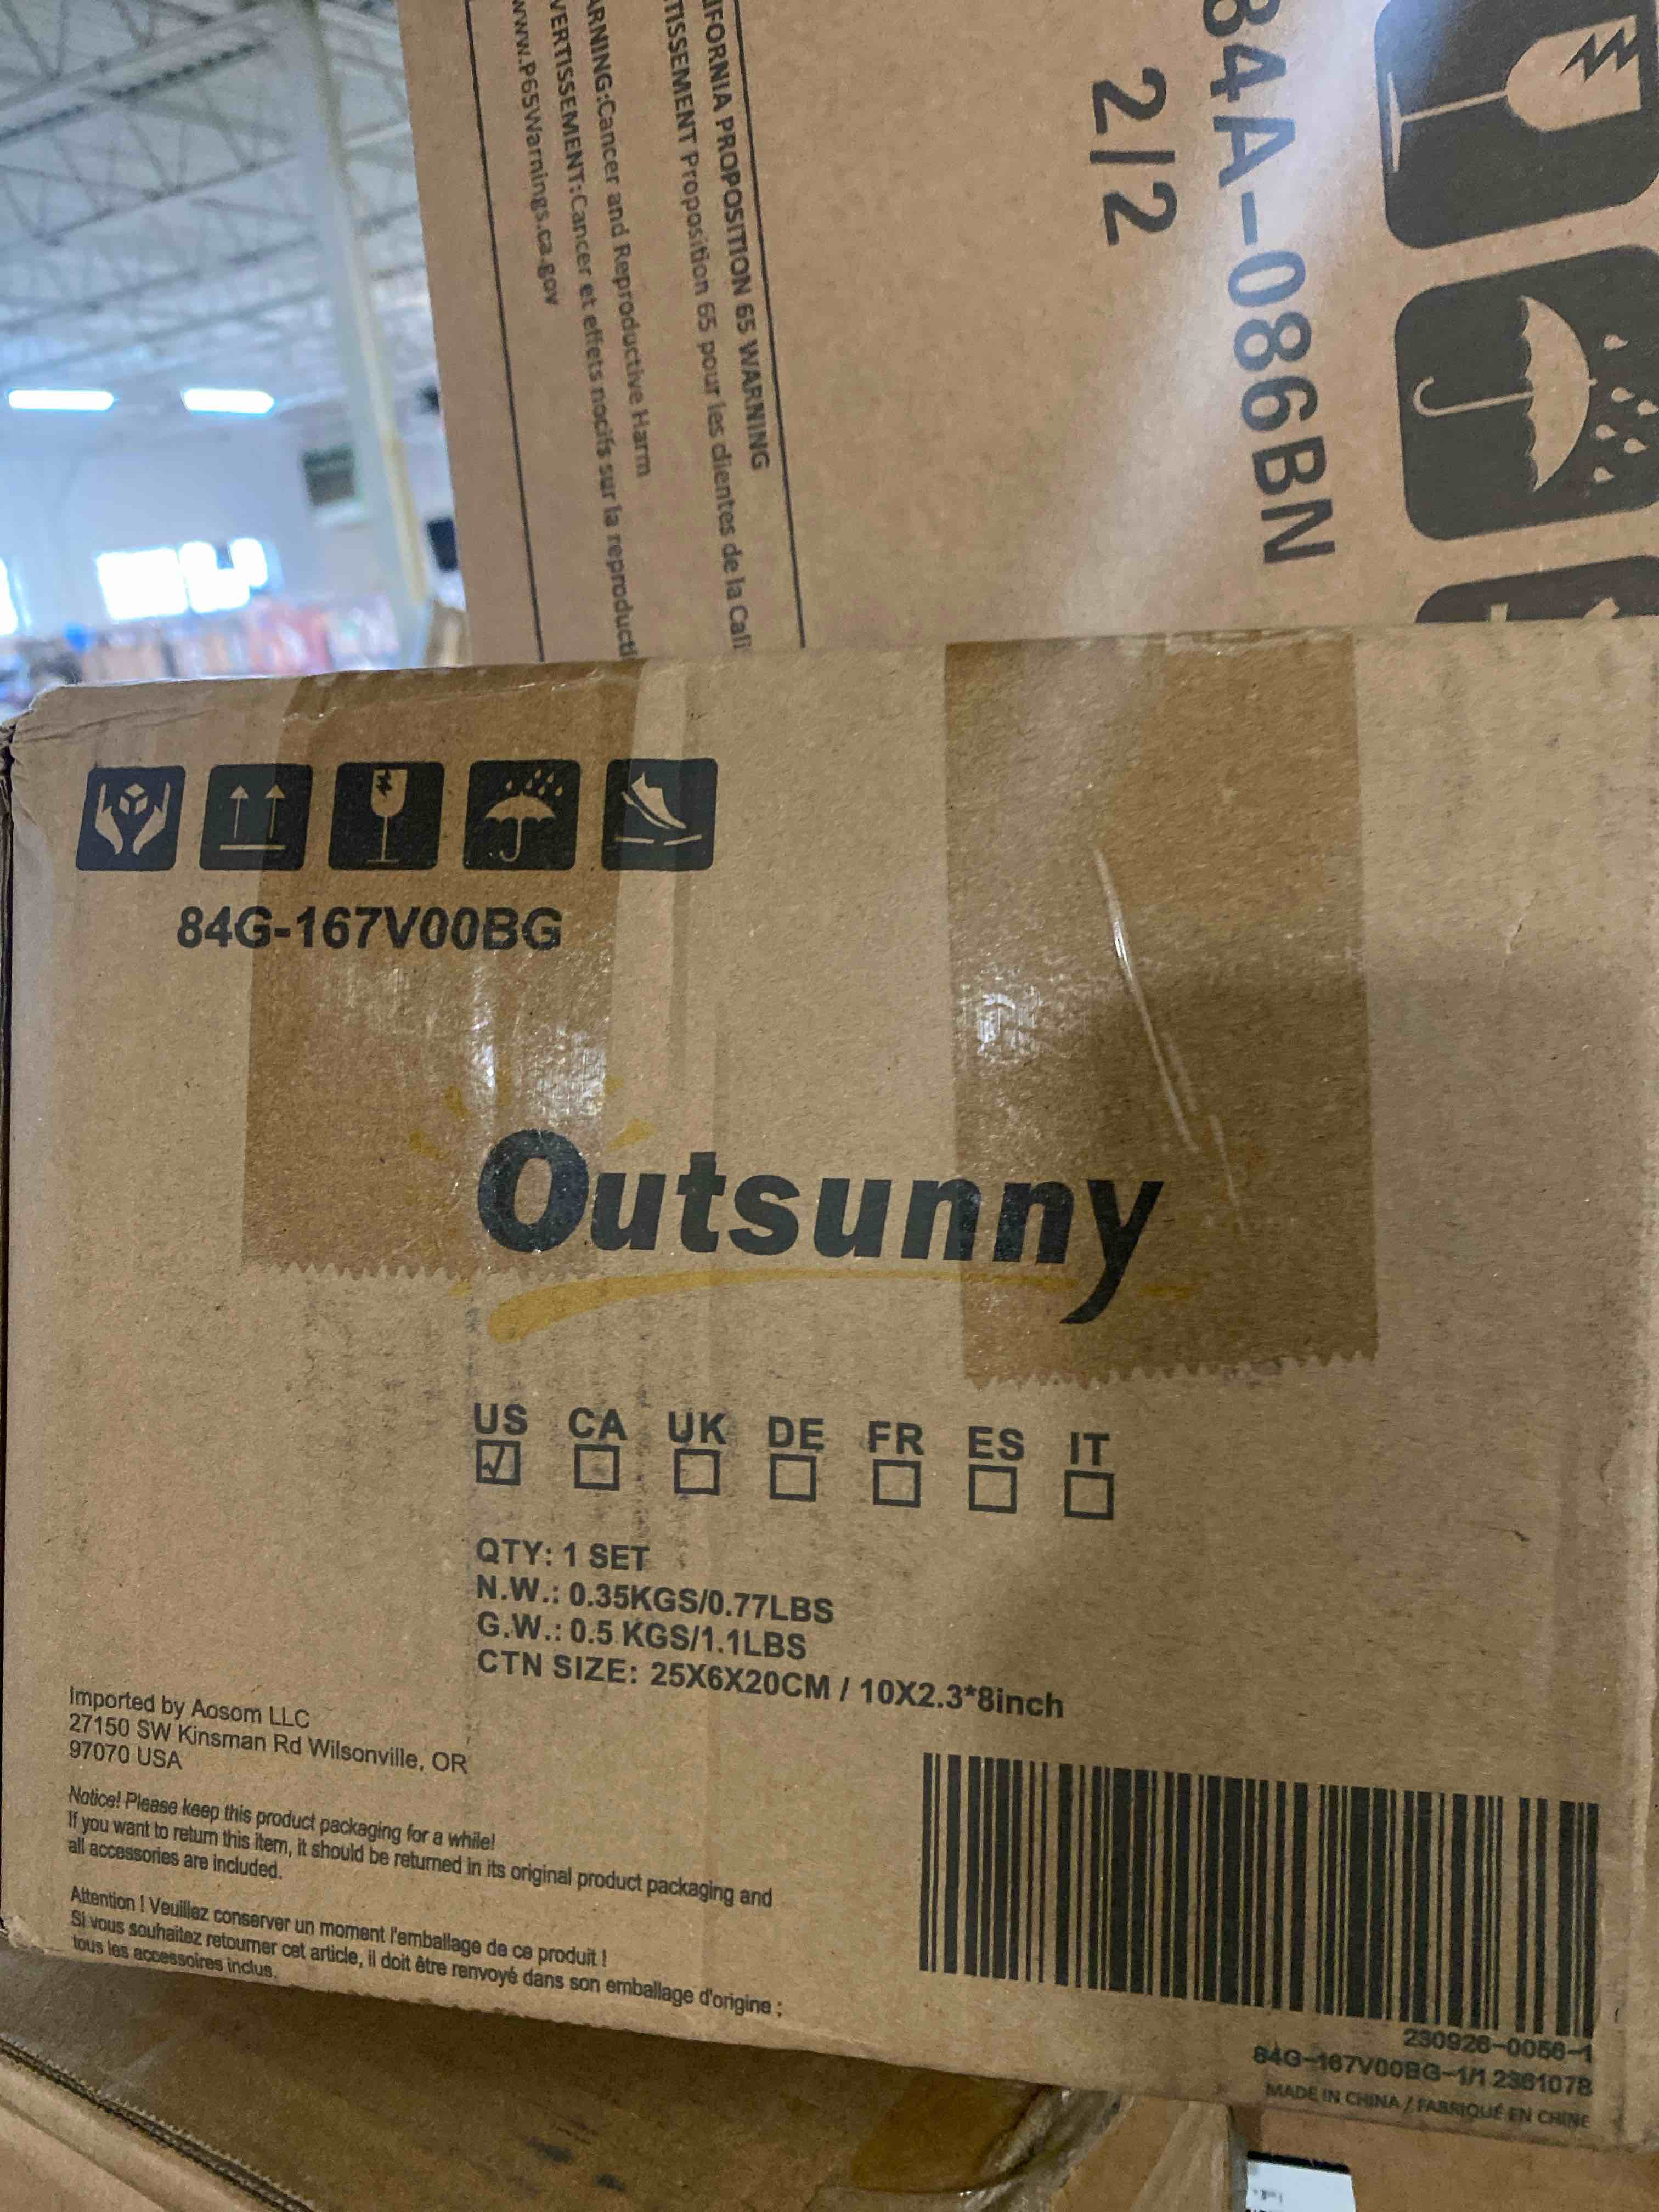 84A-086BN
2/2
IFORNIA PROPOSITION 65 WARNING
TISSEMENT Proposition 65 pour les clientes de la Cali
ARNING:Cancer and Reproductive Harm
VERTISSEMENT:Cancer et effets nocifs sur la reproducti
www.P65Warnings.ca.gov
84G-167V00BG
Outsunny
US CA UK DE FR ES IT
QTY: 1 SET
N.W.: 0.35KGS/0.77LBS
G.W.: 0.5 KGS/1.1LBS
CTN SIZE: 25X6X20CM / 10X2.3*8inch
Imported by Aosom LLC
27150 SW Kinsman Rd Wilsonville, OR
97070 USA
Notice! Please keep this product packaging for a while!
If you want to return this item, it should be returned in its original product packaging and
all accessories are included.
Attention ! Veuillez conserver un moment l'emballage de ce produit !
Si vous souhaitez retourner cet article, il doit être renvoyé dans son emballage d'origine ;
tous les accessoires inclus.
230926-0056-1
84G-167V00BG-1/1 2361078
MADE IN CHINA / FABRIQUÉ EN CHINE